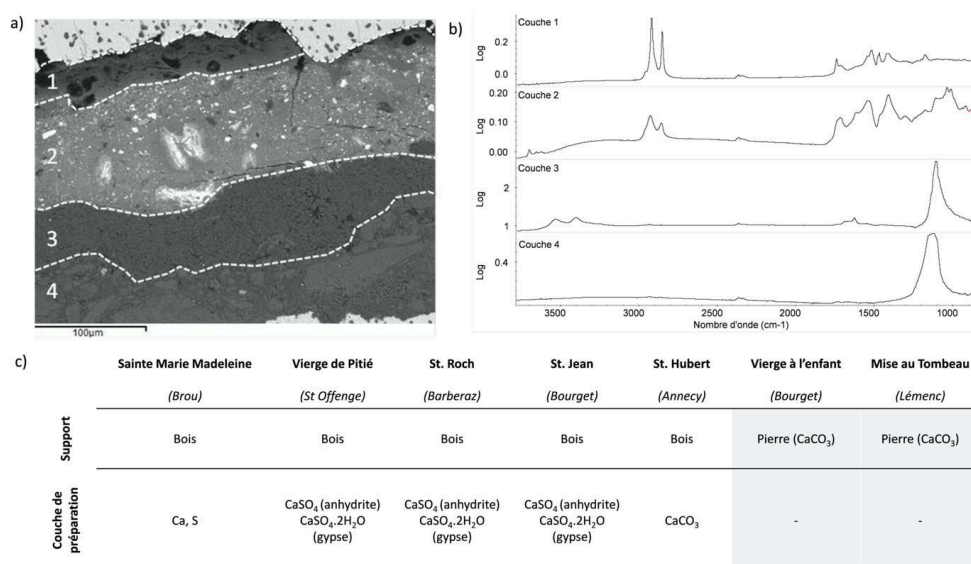 a)
1
2
3
4
100µm
b)
Couche 1
0.2
0.0
Log
Couche 2
0.20
0.10
0.00
Log
Couche 3
2
1
Log
Couche 4
0.4
Log
3500 3000 2500 2000 1500 1000
Nombre d'onde (cm-1)
c)
Sainte Marie Madeleine Vierge de Pitié St. Roch St. Jean St. Hubert Vierge à l’enfant Mise au Tombeau
(Brou) (St Offenge) (Barberaz) (Bourget) (Annecy) (Bourget) (Lémenc)
Support
Bois Bois Bois Bois Bois Pierre (CaCO₃) Pierre (CaCO₃)
Couche de
préparation
CaSO₄ (anhydrite) CaSO₄ (anhydrite) CaSO₄ (anhydrite)
Ca, S CaSO₄.2H₂O CaSO₄.2H₂O CaSO₄.2H₂O CaCO₃ - -
(gypse) (gypse) (gypse)